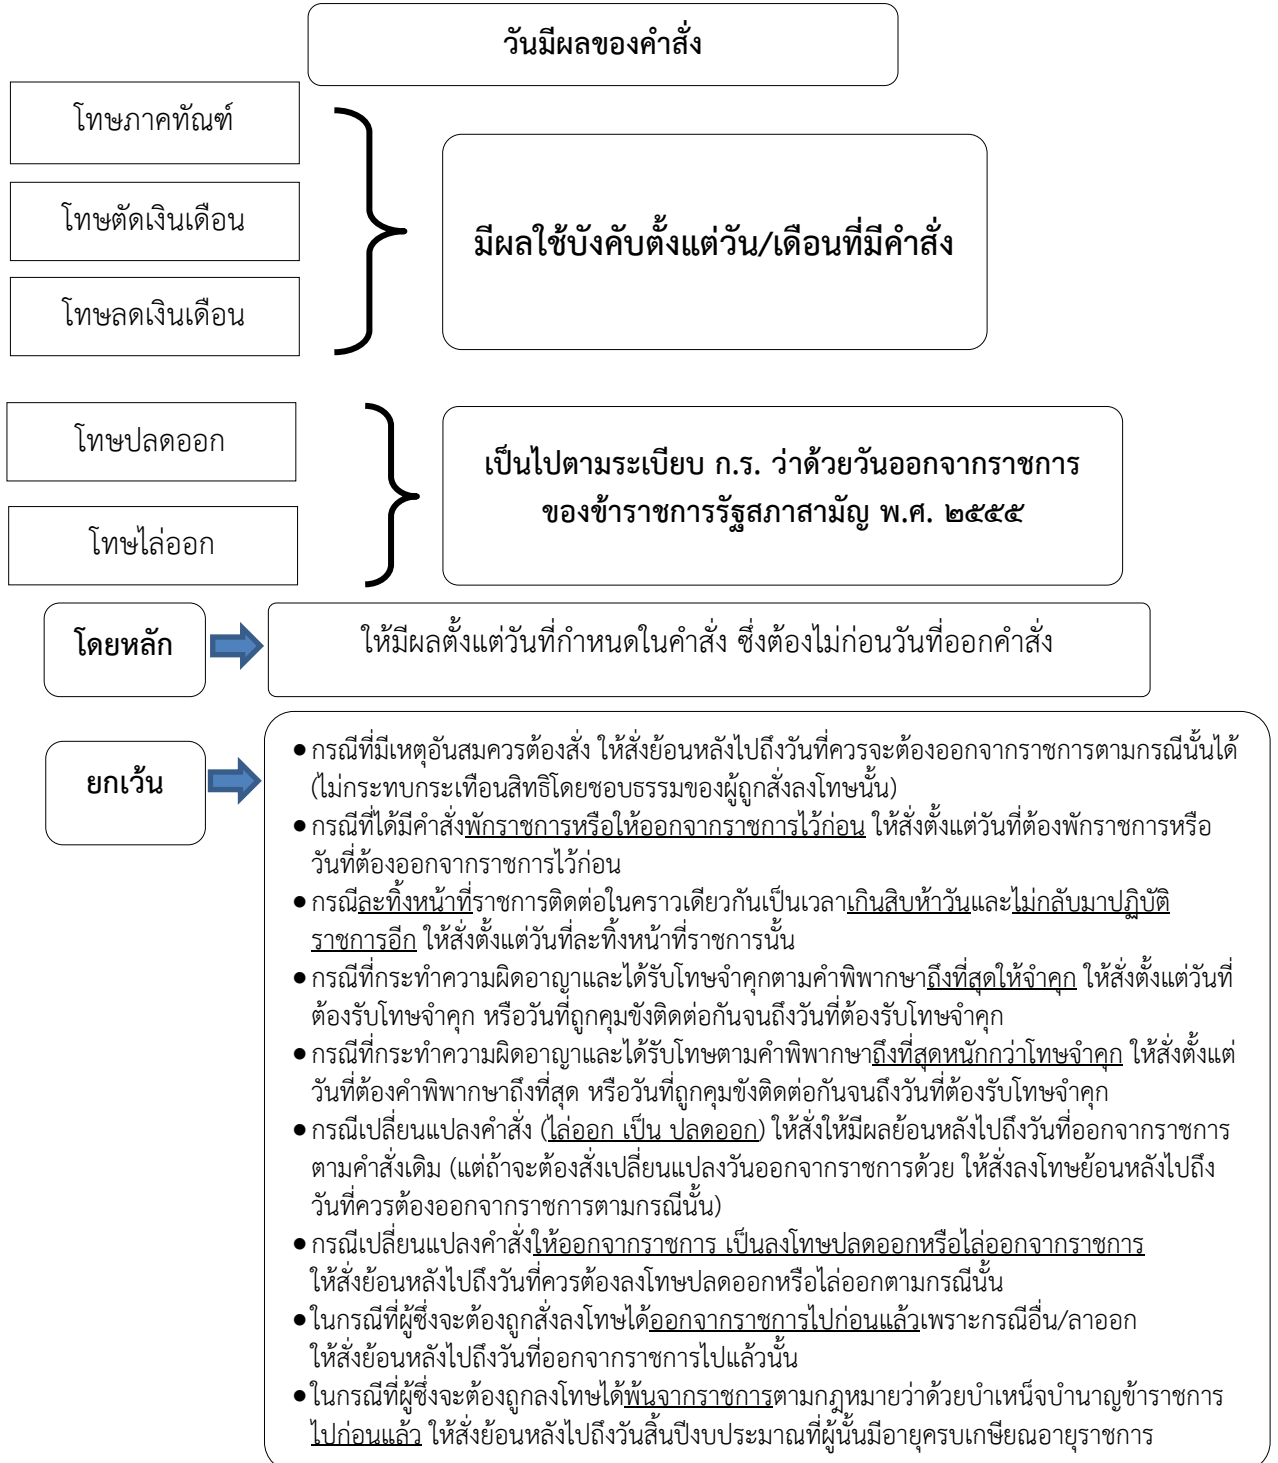 วันมีผลของคำสั่ง
โทษภาคทัณฑ์
โทษตัดเงินเดือน
โทษลดเงินเดือน
มีผลใช้บังคับตั้งแต่วัน/เดือนที่มีคำสั่ง
โทษปลดออก
โทษไล่ออก
เป็นไปตามระเบียบ ก.ร. ว่าด้วยวันออกจากราชการ
ของข้าราชการรัฐสภาสามัญ พ.ศ. ๒๕๕๕
โดยหลัก
ให้มีผลตั้งแต่วันที่กำหนดในคำสั่ง ซึ่งต้องไม่ก่อนวันที่ออกคำสั่ง
ยกเว้น
● กรณีที่มีเหตุอันสมควรต้องสั่ง ให้สั่งย้อนหลังไปถึงวันที่ควรจะต้องออกจากราชการตามกรณีนั้นได้
(ไม่กระทบกระเทือนสิทธิโดยชอบธรรมของผู้ถูกสั่งลงโทษนั้น)
● กรณีที่ได้มีคำสั่งพักราชการหรือให้ออกจากราชการไว้ก่อน ให้สั่งตั้งแต่วันที่ต้องพักราชการหรือ
วันที่ต้องออกจากราชการไว้ก่อน
● กรณีละทิ้งหน้าที่ราชการติดต่อในคราวเดียวกันเป็นเวลาเกินสิบห้าวันและไม่กลับมาปฏิบัติ
ราชการอีก ให้สั่งตั้งแต่วันที่ละทิ้งหน้าที่ราชการนั้น
● กรณีที่กระทำความผิดอาญาและได้รับโทษจำคุกตามคำพิพากษาถึงที่สุดให้จำคุก ให้สั่งตั้งแต่วันที่
ต้องรับโทษจำคุก หรือวันที่ถูกคุมขังติดต่อกันจนถึงวันที่ต้องรับโทษจำคุก
● กรณีที่กระทำความผิดอาญาและได้รับโทษตามคำพิพากษาถึงที่สุดหนักกว่าโทษจำคุก ให้สั่งตั้งแต่
วันที่ต้องคำพิพากษาถึงที่สุด หรือวันที่ถูกคุมขังติดต่อกันจนถึงวันที่ต้องรับโทษจำคุก
● กรณีเปลี่ยนแปลงคำสั่ง (ไล่ออก เป็น ปลดออก) ให้สั่งให้มีผลย้อนหลังไปถึงวันที่ออกจากราชการ
ตามคำสั่งเดิม (แต่ถ้าจะต้องสั่งเปลี่ยนแปลงวันออกจากราชการด้วย ให้สั่งลงโทษย้อนหลังไปถึง
วันที่ควรต้องออกจากราชการตามกรณีนั้น)
● กรณีเปลี่ยนแปลงคำสั่งให้ออกจากราชการ เป็นลงโทษปลดออกหรือไล่ออกจากราชการ
ให้สั่งย้อนหลังไปถึงวันที่ควรต้องลงโทษปลดออกหรือไล่ออกตามกรณีนั้น
● ในกรณีที่ผู้ซึ่งจะต้องถูกสั่งลงโทษได้ออกจากราชการไปก่อนแล้วเพราะกรณีอื่น/ลาออก
ให้สั่งย้อนหลังไปถึงวันที่ออกจากราชการไปแล้วนั้น
● ในกรณีที่ผู้ซึ่งจะต้องถูกลงโทษได้พ้นจากราชการตามกฎหมายว่าด้วยบำเหน็จบำนาญข้าราชการ
ไปก่อนแล้ว ให้สั่งย้อนหลังไปถึงวันสิ้นปีงบประมาณที่ผู้นั้นมีอายุครบเกษียณอายุราชการ